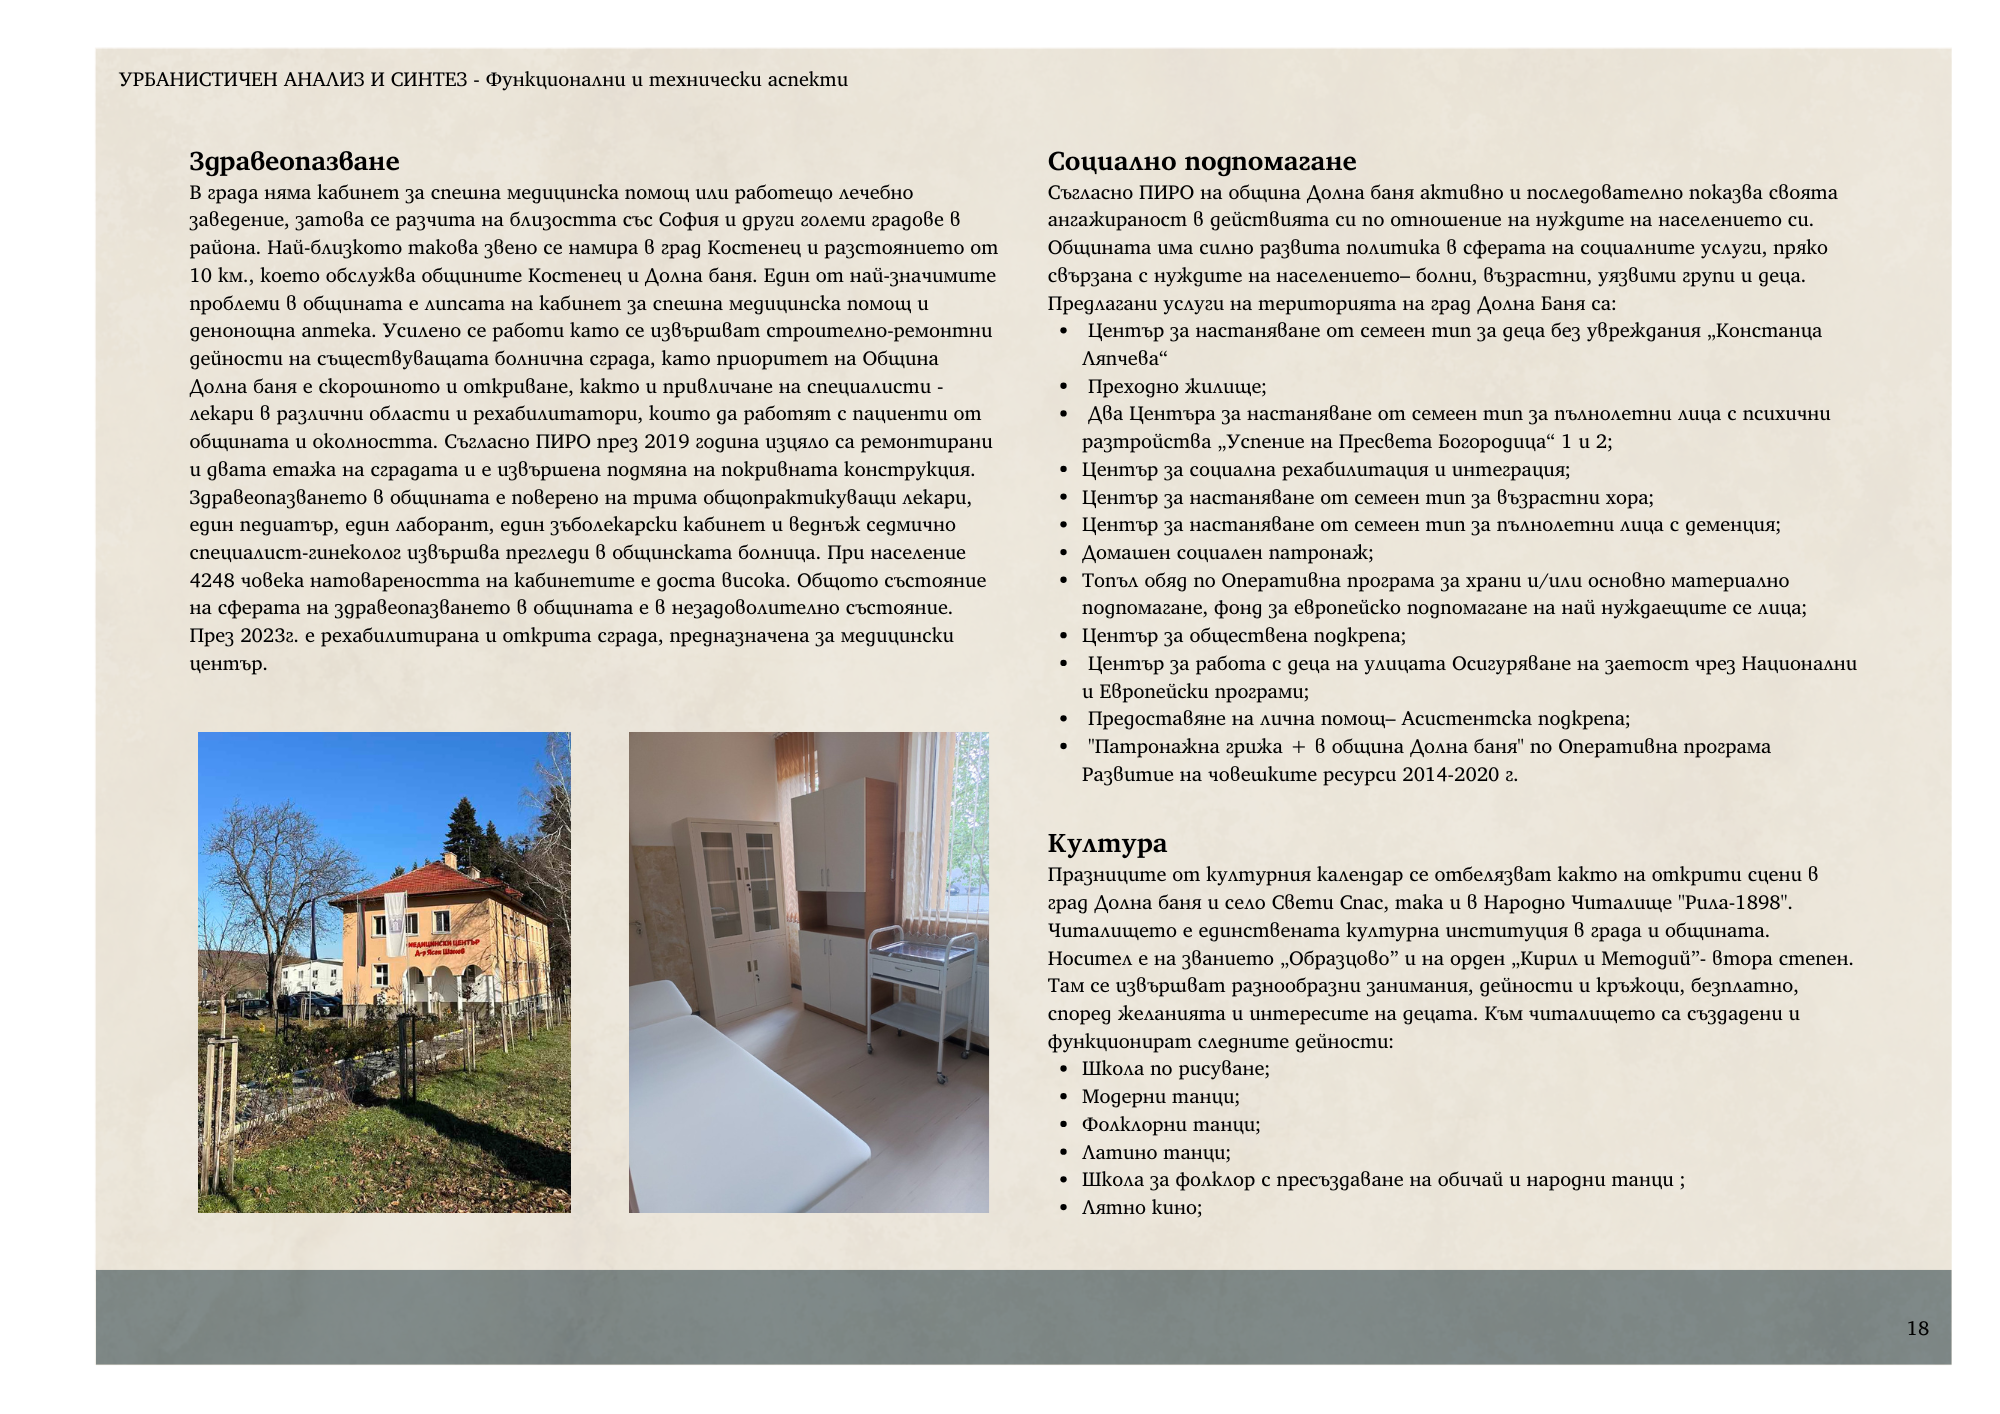 УРБАНИСТИЧЕН АНАЛИЗ И СИНТЕЗ - Функционални и технически аспекти
Здравеопазване
В града няма кабинет за спешна медицинска помощ или работещо лечебно
заведение, затова се разчита на близостта със София и други големи градове в
района. Най-близкото такова звено се намира в град Костенец и разстоянието от
10 км., което обслужва общините Костенец и Долна баня. Един от най-значимите
проблеми в общината е липсата на кабинет за спешна медицинска помощ и
денонощна аптека. Усилено се работи като се извършват строително-ремонтни
дейности на съществуващата болнична сграда, като приоритет на Община
Долна баня е скорошното и откриване, както и привличане на специалисти -
лекари в различни области и рехабилитатори, които да работят с пациенти от
общината и околността. Съгласно ПИРО през 2019 година изцяло са ремонтирани
и двата етажа на сградата и е извършена подмяна на покривната конструкция.
Здравеопазването в общината е поверено на трима общопрактикуващи лекари,
един педиатър, един лаборант, един зъболекарски кабинет и веднъж седмично
специалист-гинеколог извършва прегледи в общинската болница. При население
4248 човека натовареността на кабинетите е доста висока. Общото състояние
на сферата на здравеопазването в общината е в незадоволително състояние.
През 2023г. е рехабилитирана и открита сграда, предназначена за медицински
център.
МЕДИЦИНСКИ ЦЕНТЪР
Д-р Ясен Шанев
Социално подпомагане
Съгласно ПИРО на община Долна баня активно и последователно показва своята
ангажираност в действията си по отношение на нуждите на населението си.
Общината има силно развита политика в сферата на социалните услуги, пряко
свързана с нуждите на населението– болни, възрастни, уязвими групи и деца.
Предлагани услуги на територията на град Долна Баня са:
• Център за настаняване от семеен тип за деца без увреждания „Констанца
Ляпчева“
• Преходно жилище;
• Два Центъра за настаняване от семеен тип за пълнолетни лица с психични
разтройства „Успение на Пресвета Богородица“ 1 и 2;
• Център за социална рехабилитация и интеграция;
• Център за настаняване от семеен тип за възрастни хора;
• Център за настаняване от семеен тип за пълнолетни лица с деменция;
• Домашен социален патронаж;
• Топъл обяд по Оперативна програма за храни и/или основно материално
подпомагане, фонд за европейско подпомагане на най нуждаещите се лица;
• Център за обществена подкрепа;
• Център за работа с деца на улицата Осигуряване на заетост чрез Национални
и Европейски програми;
• Предоставяне на лична помощ– Асистентска подкрепа;
• "Патронажна грижа + в община Долна баня" по Оперативна програма
Развитие на човешките ресурси 2014-2020 г.
Култура
Празниците от културния календар се отбелязват както на открити сцени в
град Долна баня и село Свети Спас, така и в Народно Читалище "Рила-1898".
Читалището е единствената културна институция в града и общината.
Носител е на званието „Образцово” и на орден „Кирил и Методий”- втора степен.
Там се извършват разнообразни занимания, дейности и кръжоци, безплатно,
според желанията и интересите на децата. Към читалището са създадени и
функционират следните дейности:
• Школа по рисуване;
• Модерни танци;
• Фолклорни танци;
• Латино танци;
• Школа за фолклор с пресъздаване на обичай и народни танци ;
• Лятно кино;
18